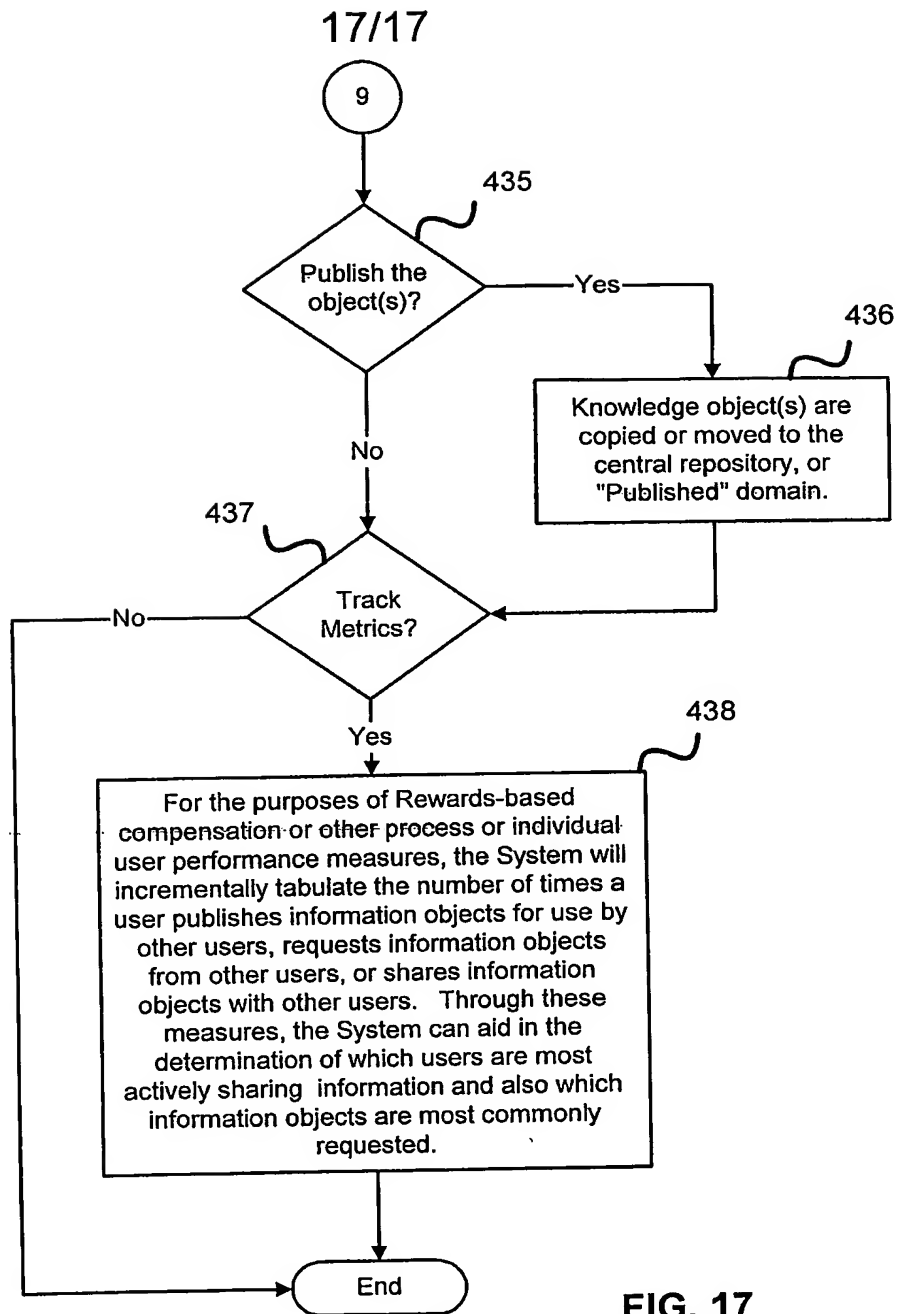 17/17
9
435
Publish the
object(s)?
Yes
436
Knowledge object(s) are
copied or moved to the
central repository, or
"Published" domain.
No
437
Track
Metrics?
No
Yes
438
For the purposes of Rewards-based
compensation or other process or individual
user performance measures, the System will
incrementally tabulate the number of times a
user publishes information objects for use by
other users, requests information objects
from other users, or shares information
objects with other users. Through these
measures, the System can aid in the
determination of which users are most
actively sharing information and also which
information objects are most commonly
requested.
End
FIG. 17